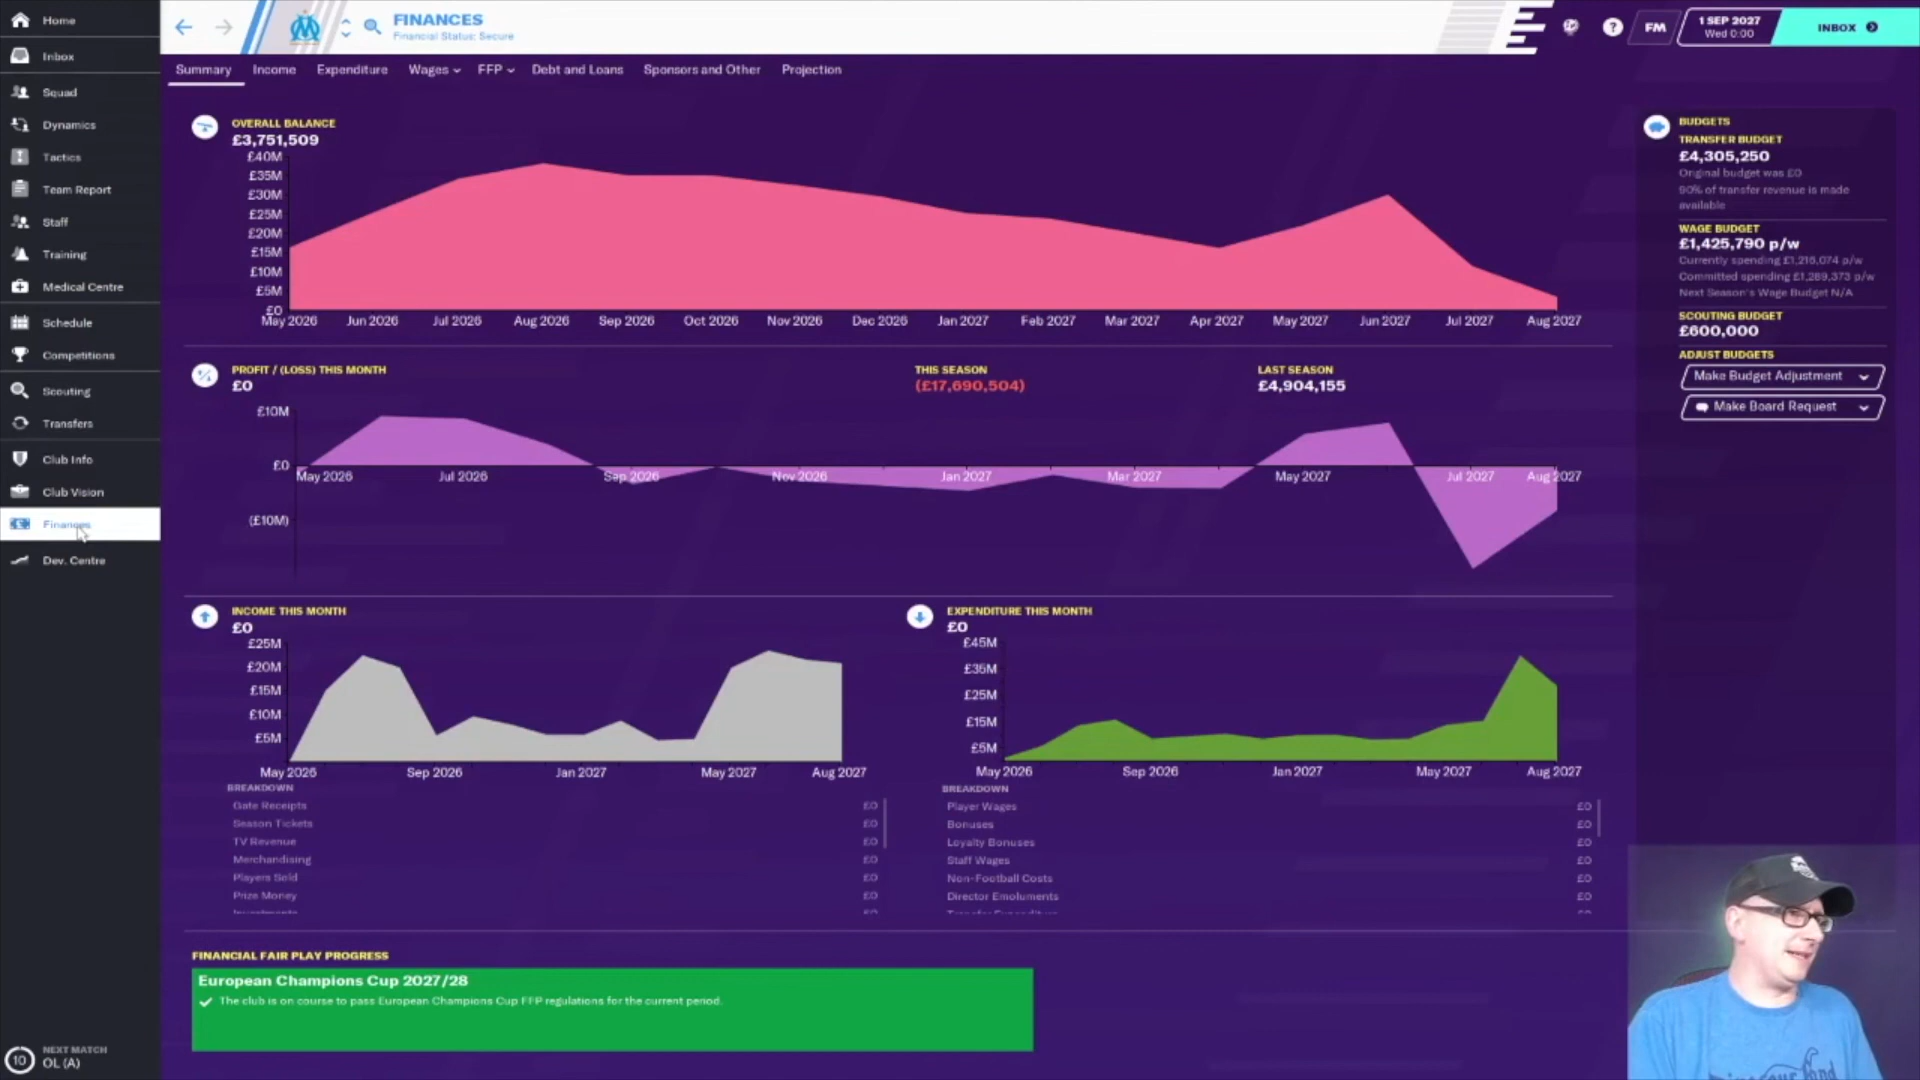 Home
Inbox
Squad
Dynamics
Tactics
Team Report
Staff
Training
Medical Centre
Schedule
Competitions
Scouting
Transfers
Club Info
Club Vision
Finances
Dev. Centre
10
NEXT MATCH
OL (A)
FINANCES
Financial Status: Secure
?
FM
1 SEP 2027
Wed 0:00
INBOX
Summary Income Expenditure Wages FFP Debt and Loans Sponsors and Other Projection
OVERALL BALANCE
£3,751,509
£40M
£35M
£30M
£25M
£20M
£15M
£10M
£5M
£0
May 2026 Jun 2026 Jul 2026 Aug 2026 Sep 2026 Oct 2026 Nov 2026 Dec 2026 Jan 2027 Feb 2027 Mar 2027 Apr 2027 May 2027 Jun 2027 Jul 2027 Aug 2027
PROFIT / (LOSS) THIS MONTH
£0
THIS SEASON
(£17,690,504)
LAST SEASON
£4,904,155
£10M
£0
(£10M)
May 2026 Jul 2026 Sep 2026 Nov 2026 Jan 2027 Mar 2027 May 2027 Jul 2027 Aug 2027
INCOME THIS MONTH
£0
£25M
£20M
£15M
£10M
£5M
May 2026 Sep 2026 Jan 2027 May 2027 Aug 2027
BREAKDOWN
Gate Receipts £0
Season Tickets £0
TV Revenue £0
Merchandising £0
Players Sold £0
Prize Money £0
EXPENDITURE THIS MONTH
£0
£45M
£35M
£25M
£15M
£5M
May 2026 Sep 2026 Jan 2027 May 2027 Aug 2027
BREAKDOWN
Player Wages £0
Bonuses £0
Loyalty Bonuses £0
Staff Wages £0
Non-Football Costs £0
Director Emoluments £0
FINANCIAL FAIR PLAY PROGRESS
European Champions Cup 2027/28
The club is on course to pass European Champions Cup FFP regulations for the current period.
BUDGETS
TRANSFER BUDGET
£4,305,250
Original budget was £0
90% of transfer revenue is made
available
WAGE BUDGET
£1,425,790 p/w
Currently spending £1,216,074 p/w
Committed spending £1,289,373 p/w
Next Season's Wage Budget N/A
SCOUTING BUDGET
£600,000
ADJUST BUDGETS
Make Budget Adjustment
Make Board Request